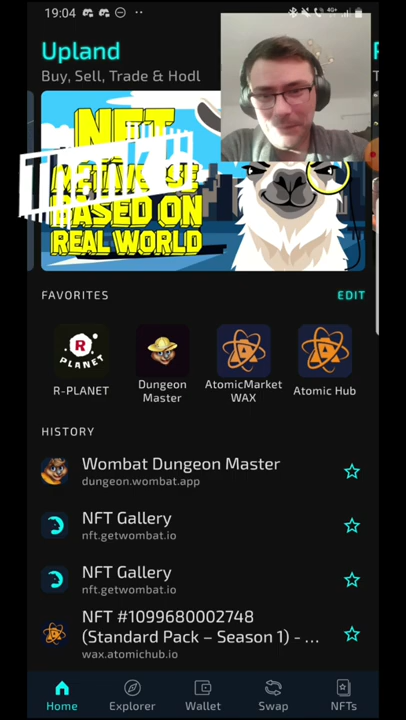 19:04
4G+
Upland
Buy, Sell, Trade & Hodl
NFT
BASED ON
REAL WORLD
FAVORITES
EDIT
R
PLANET
R-PLANET
Dungeon
Master
AtomicMarket
WAX
Atomic Hub
HISTORY
Wombat Dungeon Master
dungeon.wombat.app
NFT Gallery
nft.getwombat.io
NFT Gallery
nft.getwombat.io
NFT #1099680002748
(Standard Pack – Season 1) - ...
wax.atomichub.io
Home
Explorer
Wallet
Swap
NFTs